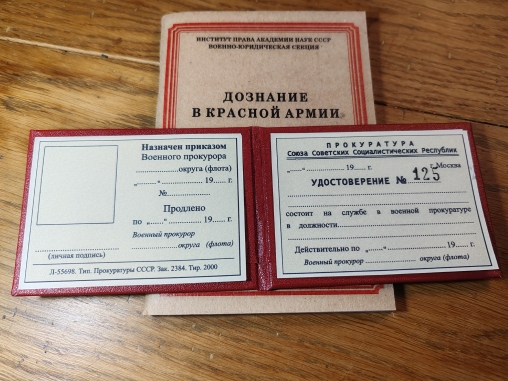 ИНСТИТУТ ПРАВА АКАДЕМИИ НАУК СССР
ВОЕННО-ЮРИДИЧЕСКАЯ СЕКЦИЯ
ДОЗНАНИЕ
В КРАСНОЙ АРМИИ
Назначен приказом
Военного прокурора
............ округа (флота)
„......“ ............ 19...... г.
№............
Продлено
по „......“ ............ 19...... г.
Военный прокурор
............ округа (флота)
(личная подпись)
Л-55698. Тип. Прокуратуры СССР. Зак. 2384. Тир. 2000
ПРОКУРАТУРА
Союза Советских Социалистических Республик
„......“ ............ 19...... г. г. Москва
УДОСТОВЕРЕНИЕ № 125
состоит на службе в военной прокуратуре
в должности............
Действительно по „......“ ............ 19...... г.
Военный прокурор ............ округа (флота)